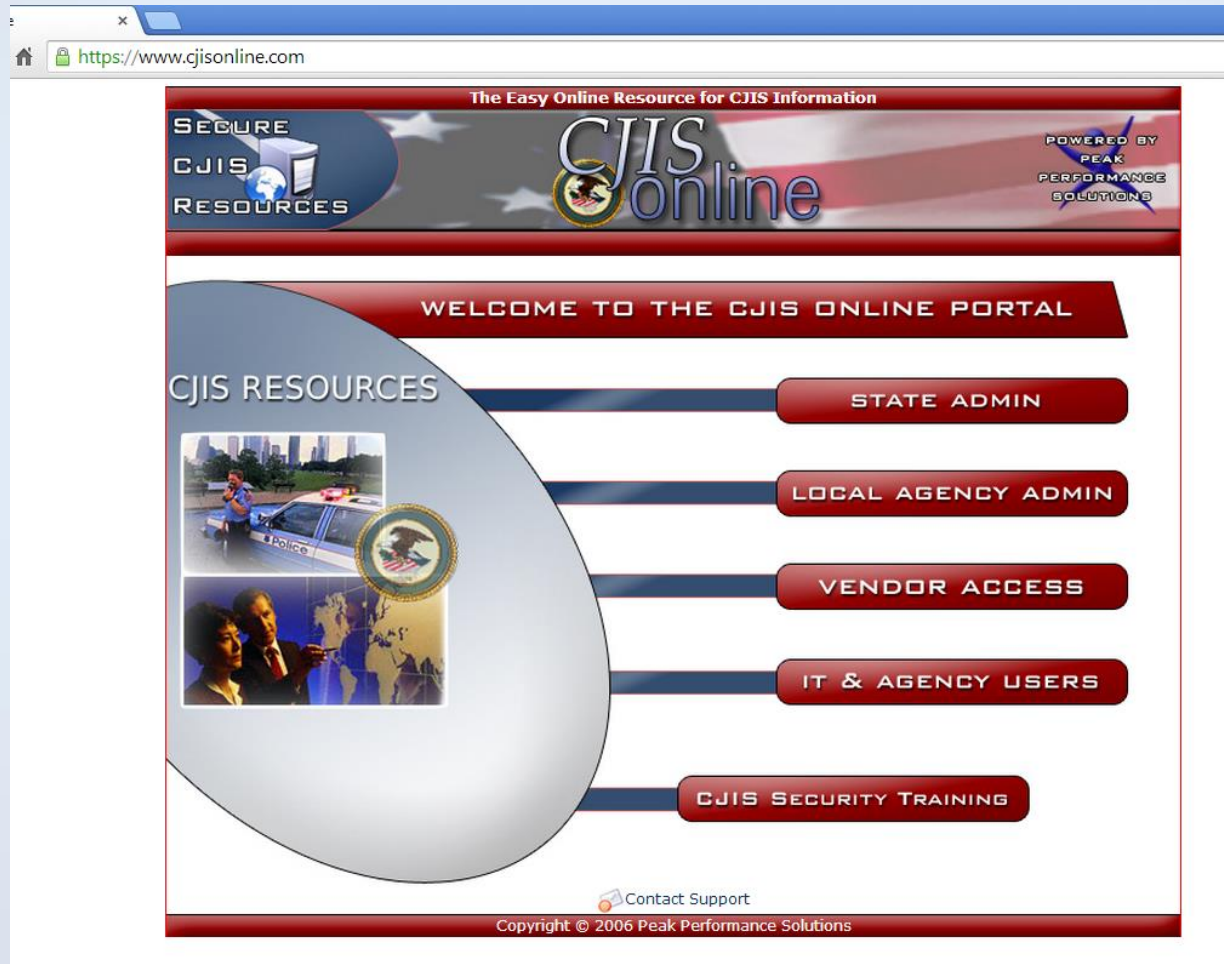 https://www.cjisonline.com
The Easy Online Resource for CJIS Information
SECURE
CJIS
RESOURCES
CJIS
online
POWERED BY
PEAK
PERFORMANCE
SOLUTIONS
WELCOME TO THE CJIS ONLINE PORTAL
CJIS RESOURCES
STATE ADMIN
LOCAL AGENCY ADMIN
Police
VENDOR ACCESS
IT & AGENCY USERS
CJIS SECURITY TRAINING
Contact Support
Copyright © 2006 Peak Performance Solutions